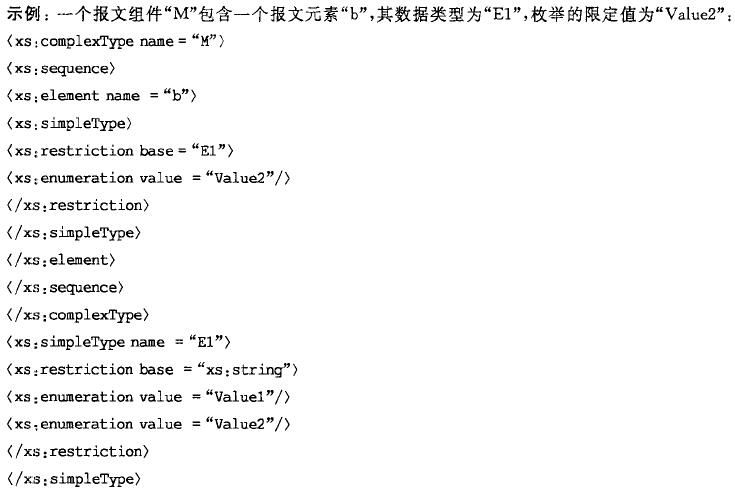 示例：一个报文组件“M”包含一个报文元素“b”,其数据类型为“E1”,枚举的限定值为“Value2”：
〈xs:complexType name = “M”〉
〈xs:sequence〉
〈xs:element name = “b”〉
〈xs:simpleType〉
〈xs:restriction base = “E1”〉
〈xs:enumeration value = “Value2”/〉
〈/xs:restriction〉
〈/xs:simpleType〉
〈/xs:element〉
〈/xs:sequence〉
〈/xs:complexType〉
〈xs:simpleType name = “E1”〉
〈xs:restriction base = “xs:string”〉
〈xs:enumeration value = “Value1”/〉
〈xs:enumeration value = “Value2”/〉
〈/xs:restriction〉
〈/xs:simpleType〉